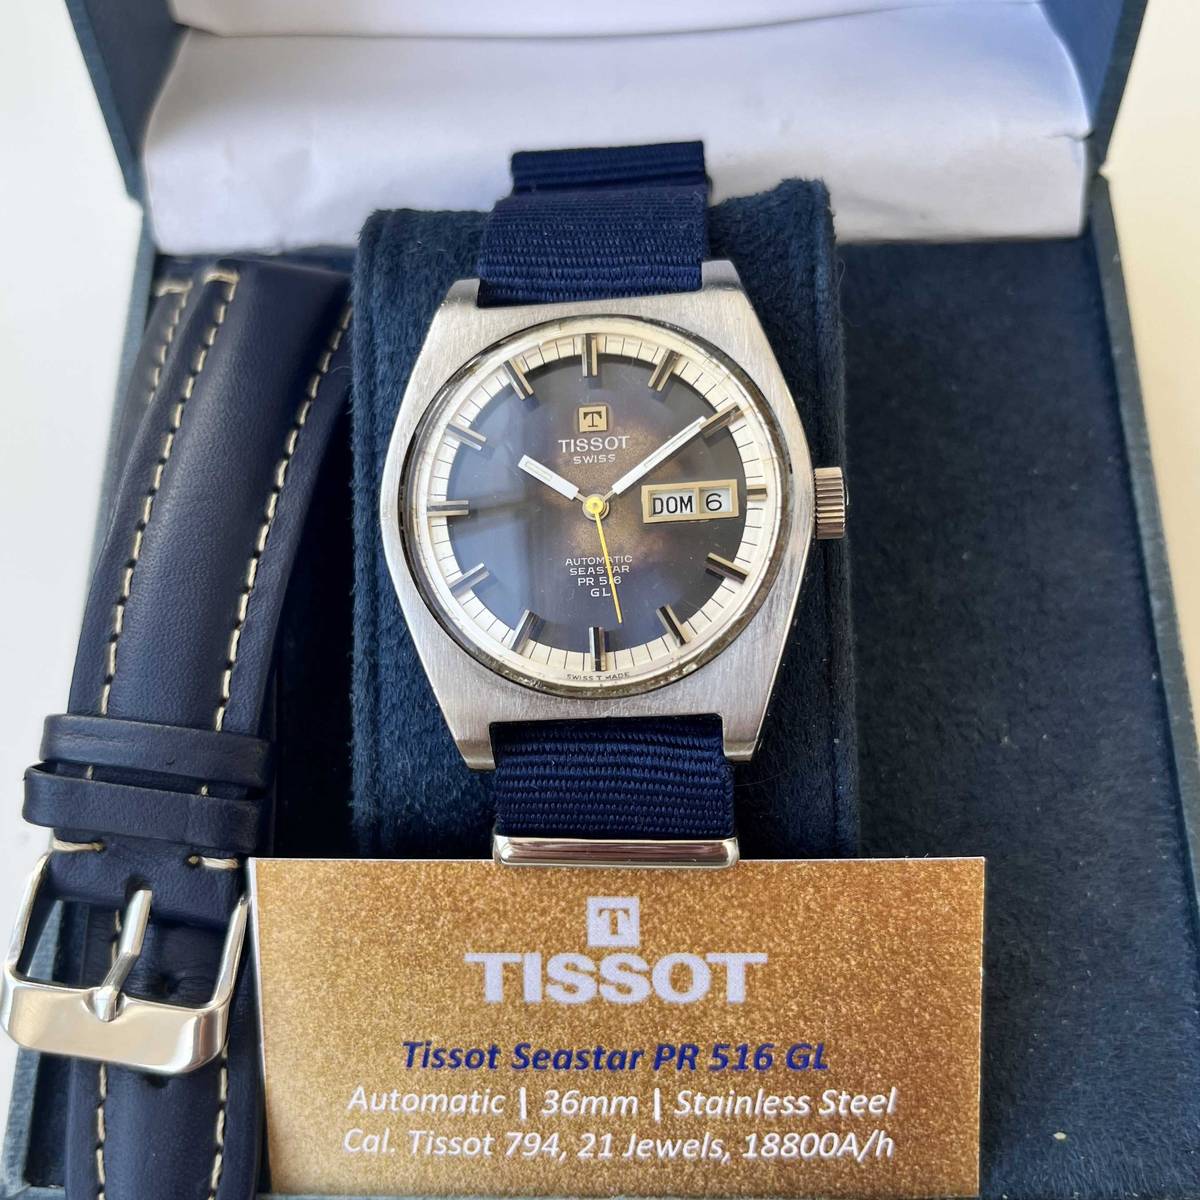 T
TISSOT
SWISS
DOM 6
AUTOMATIC
SEASTAR
PR 516
GL
SWISS T MADE
T
TISSOT
Tissot Seastar PR 516 GL
Automatic | 36mm | Stainless Steel
Cal. Tissot 794, 21 Jewels, 18800A/h